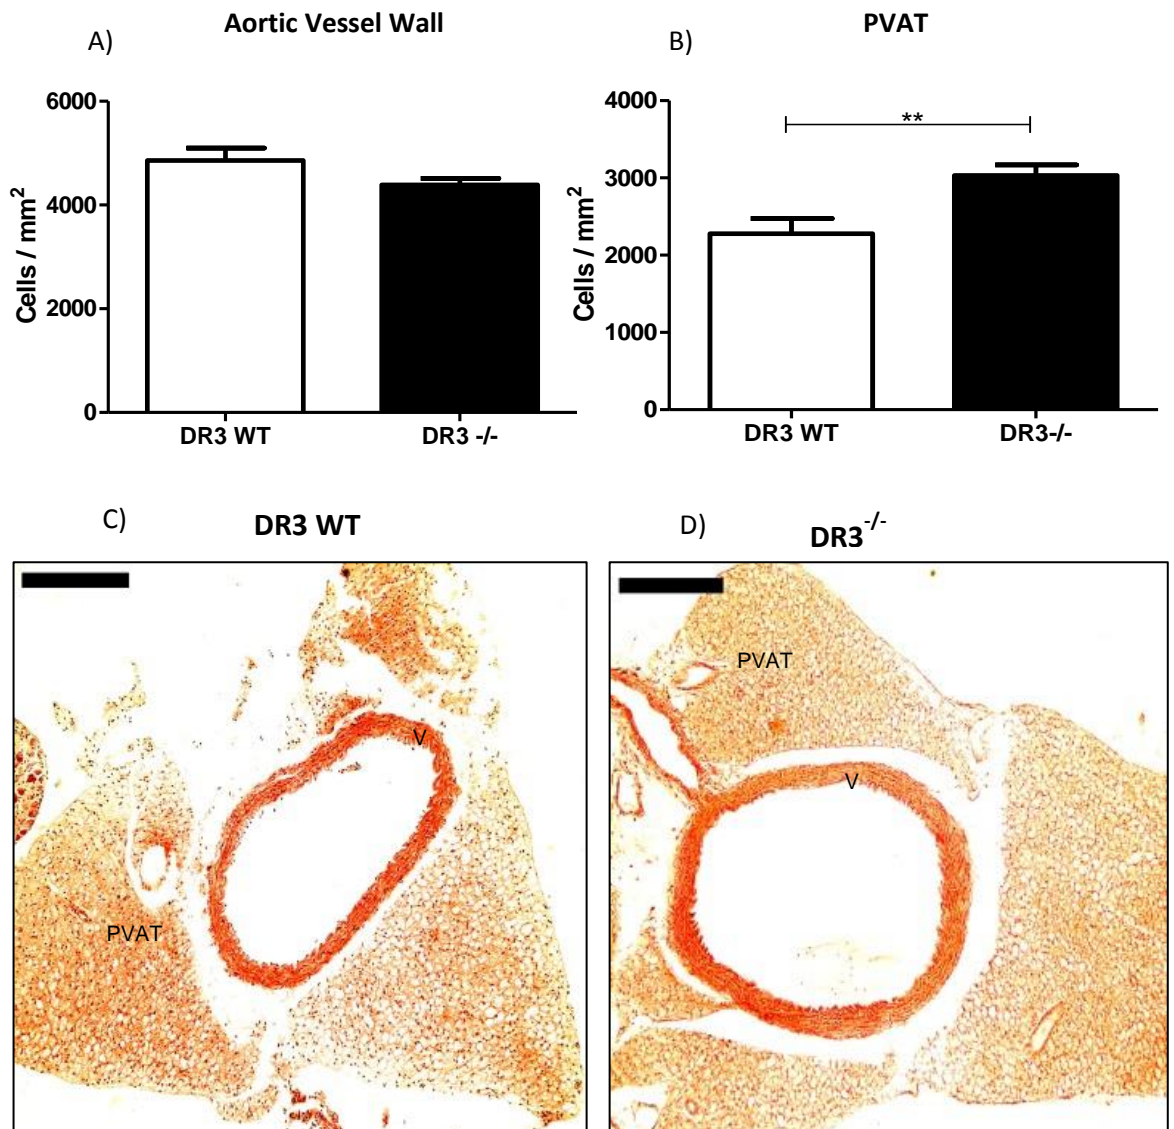 A)
Aortic Vessel Wall
Cells / mm²
6000
4000
2000
0
DR3 WT
DR3 -/-
B)
PVAT
Cells / mm²
4000
3000
2000
1000
0
**
DR3 WT
DR3-/-
C)
DR3 WT
V
PVAT
D)
DR3-/-
PVAT
V